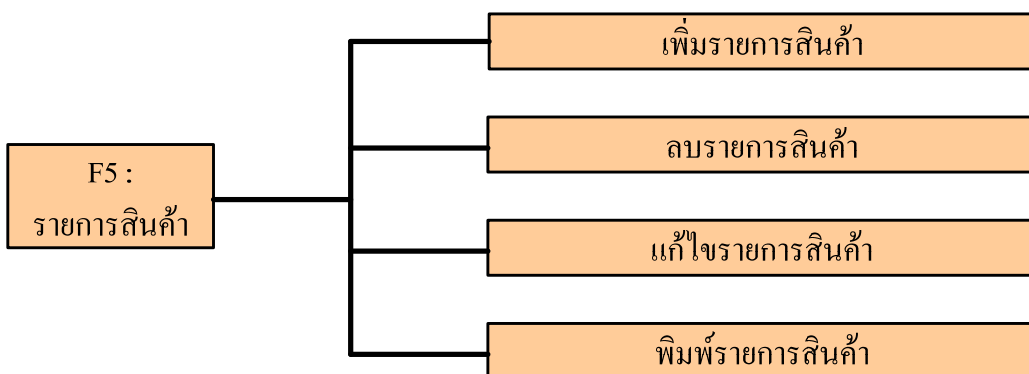 เพิ่มรายการสินค้า
ลบรายการสินค้า
F5 :
รายการสินค้า
แก้ไขรายการสินค้า
พิมพ์รายการสินค้า